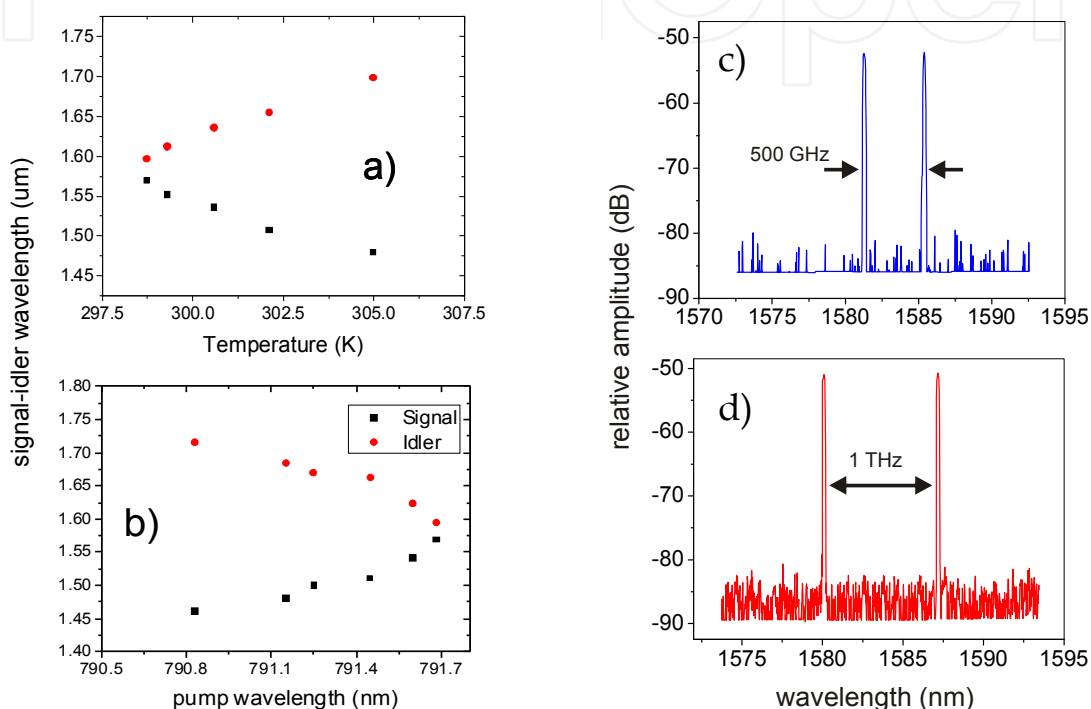 signal-idler wavelength (um)
1.75
1.70
1.65
1.60
1.55
1.50
1.45
a)
297.5 300.0 302.5 305.0 307.5
Temperature (K)
1.80
1.75
1.70
1.65
1.60
1.55
1.50
1.45
1.40
Signal
Idler
b)
790.5 790.8 791.1 791.4 791.7
pump wavelength (nm)
relative amplitude (dB)
-50
-60
-70
-80
-90
c)
500 GHz
1570 1575 1580 1585 1590 1595
-50
-60
-70
-80
-90
d)
1 THz
1575 1580 1585 1590 1595
wavelength (nm)